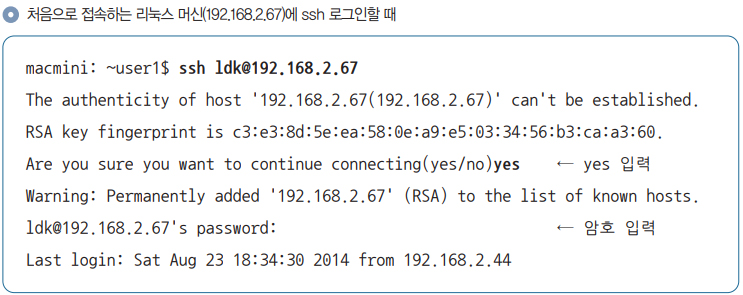 처음으로 접속하는 리눅스 머신(192.168.2.67)에 ssh 로그인할 때
macmini: ~user1$ ssh ldk@192.168.2.67
The authenticity of host '192.168.2.67(192.168.2.67)' can't be established.
RSA key fingerprint is c3:e3:8d:5e:ea:58:0e:a9:e5:03:34:56:b3:ca:a3:60.
Are you sure you want to continue connecting(yes/no)yes ← yes 입력
Warning: Permanently added '192.168.2.67' (RSA) to the list of known hosts.
ldk@192.168.2.67's password: ← 암호 입력
Last login: Sat Aug 23 18:34:30 2014 from 192.168.2.44